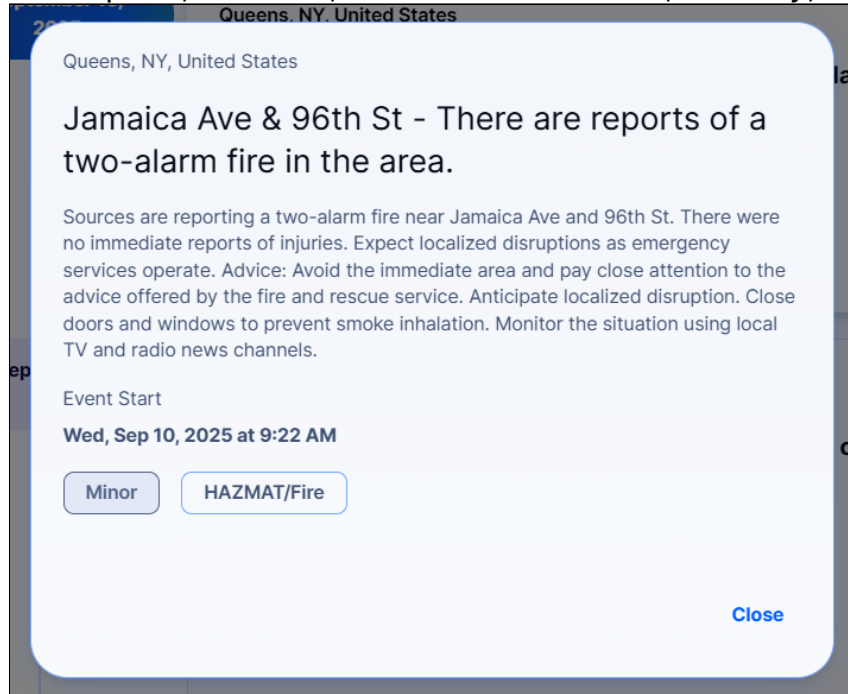 Queens, NY, United States
Queens, NY, United States
Jamaica Ave & 96th St - There are reports of a
two-alarm fire in the area.
Sources are reporting a two-alarm fire near Jamaica Ave and 96th St. There were
no immediate reports of injuries. Expect localized disruptions as emergency
services operate. Advice: Avoid the immediate area and pay close attention to the
advice offered by the fire and rescue service. Anticipate localized disruption. Close
doors and windows to prevent smoke inhalation. Monitor the situation using local
TV and radio news channels.
Event Start
Wed, Sep 10, 2025 at 9:22 AM
Minor HAZMAT/Fire
Close